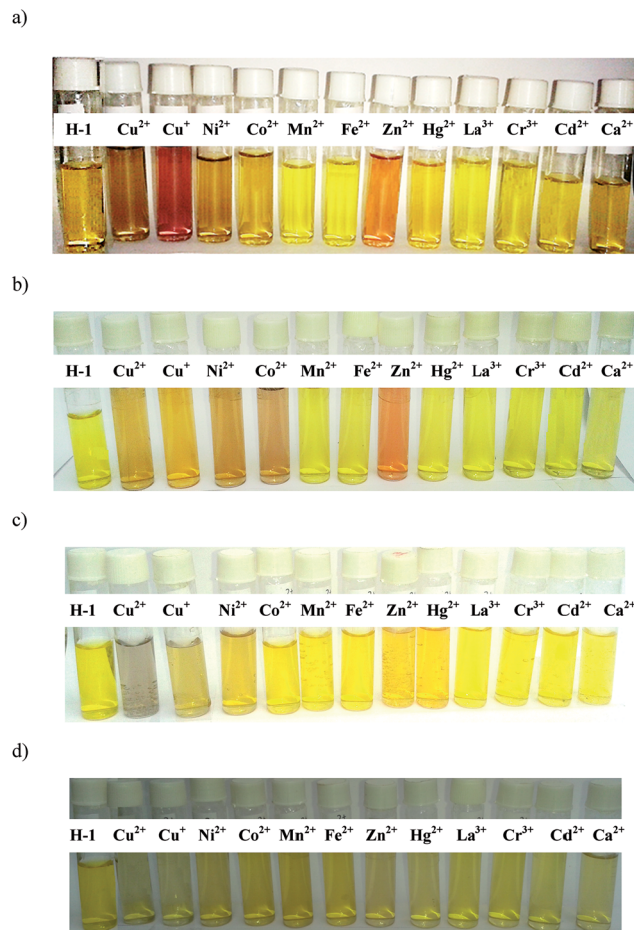 a)
H-1 Cu2+ Cu+ Ni2+ Co2+ Mn2+ Fe2+ Zn2+ Hg2+ La3+ Cr3+ Cd2+ Ca2+
b)
H-1 Cu2+ Cu+ Ni2+ Co2+ Mn2+ Fe2+ Zn2+ Hg2+ La3+ Cr3+ Cd2+ Ca2+
c)
H-1 Cu2+ Cu+ Ni2+ Co2+ Mn2+ Fe2+ Zn2+ Hg2+ La3+ Cr3+ Cd2+ Ca2+
d)
H-1 Cu2+ Cu+ Ni2+ Co2+ Mn2+ Fe2+ Zn2+ Hg2+ La3+ Cr3+ Cd2+ Ca2+